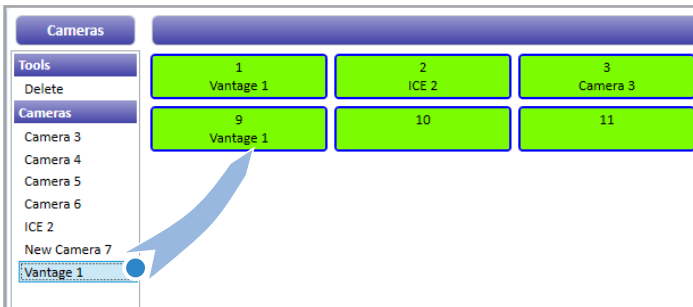 Cameras
Tools
Delete
Cameras
Camera 3
Camera 4
Camera 5
Camera 6
ICE 2
New Camera 7
Vantage 1
1
Vantage 1
2
ICE 2
3
Camera 3
9
Vantage 1
10
11